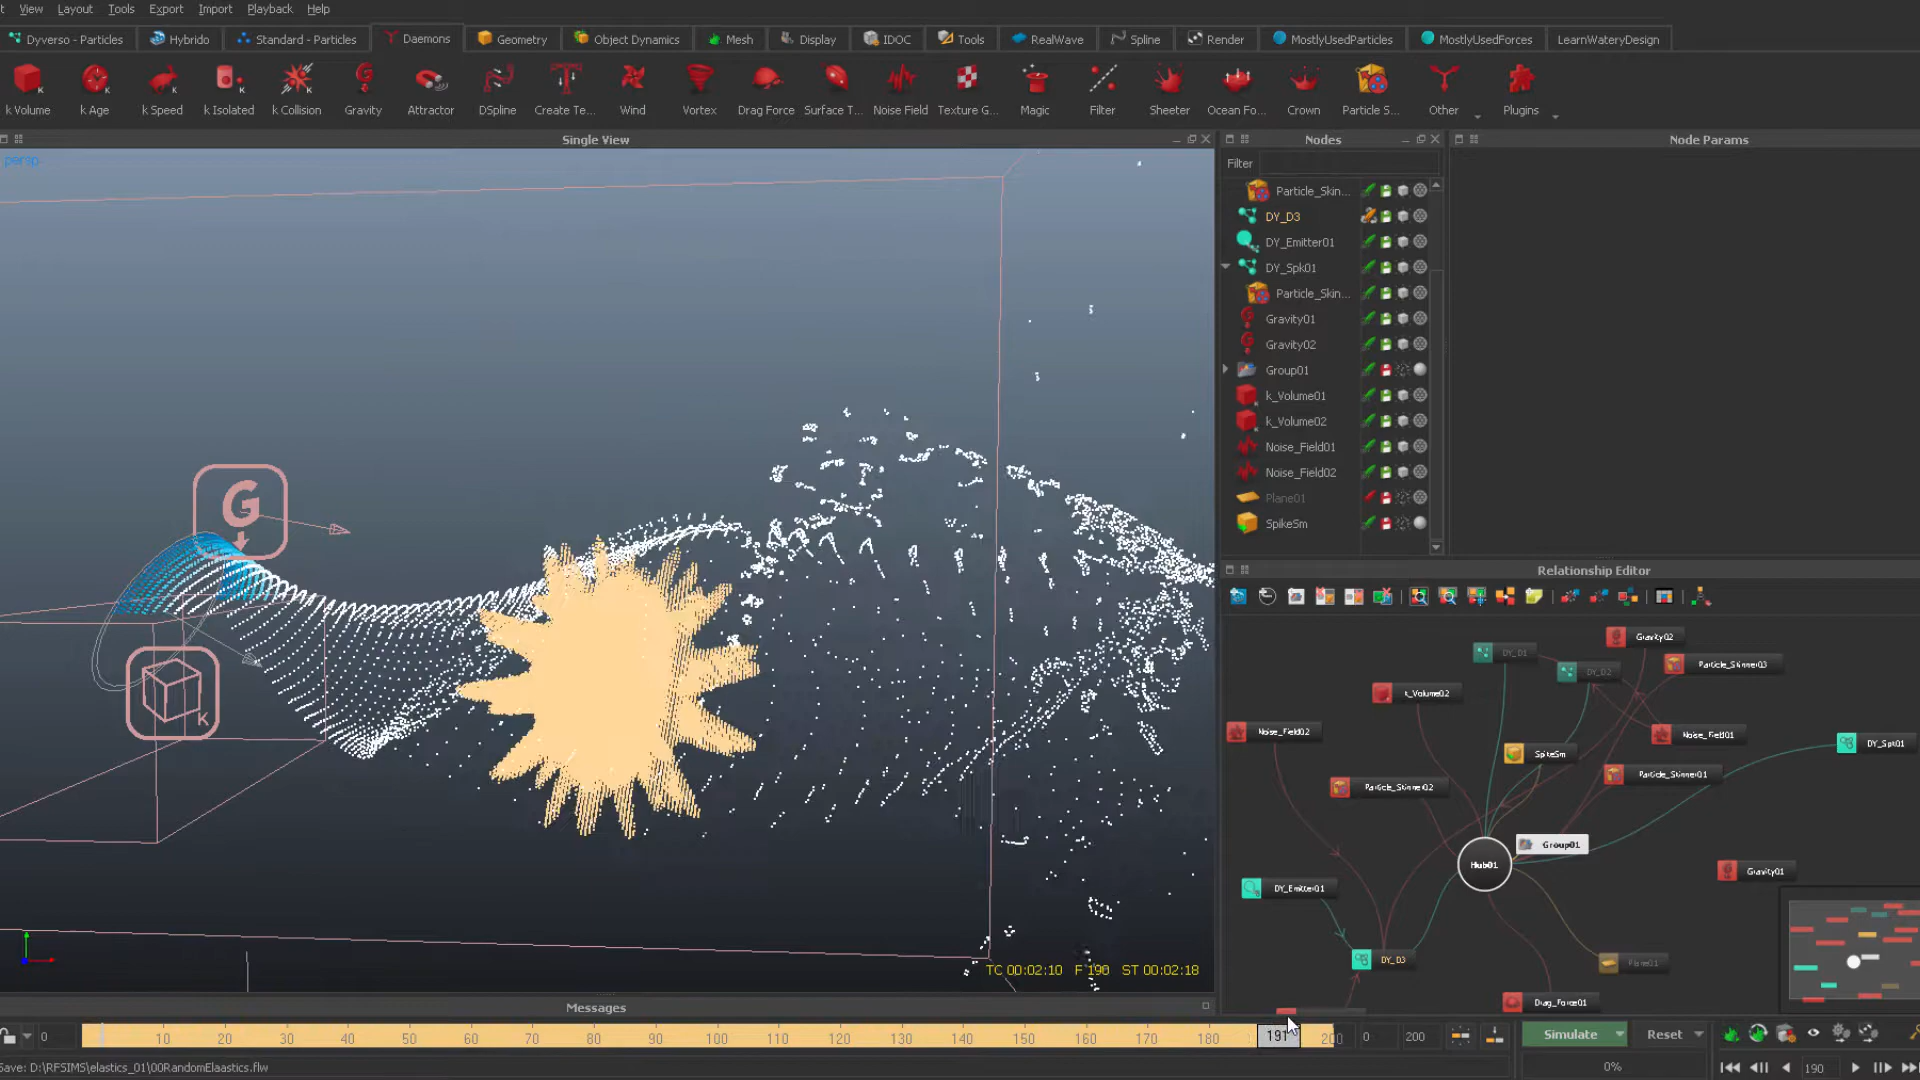 View Layout Tools Export Import Playback Help
Dyverso - Particles Hybrido Standard - Particles Daemons Geometry Object Dynamics Mesh Display IDOC Tools RealWave Spline Render MostlyUsedParticles MostlyUsedForces LearnWateryDesign
k Volume k Age k Speed k Isolated k Collision Gravity Attractor DSpline Create Te... Wind Vortex Drag Force Surface T... Noise Field Texture G... Magic Filter Sheeter Ocean Fo... Crown Particle S... Other Plugins
Single View
Nodes
Node Params
persp
Filter
Particle_Skin...
DY_D3
DY_Emitter01
DY_Spk01
Particle_Skin...
Gravity01
Gravity02
Group01
k_Volume01
k_Volume02
Noise_Field01
Noise_Field02
Plane01
SpikeSm
G
K
TC 00:02:10 F 190 ST 00:02:18
Relationship Editor
Gravity02
DY_D1
Particle_Skinner03
DY_D2
k_Volume02
Noise_Field02
Noise_Field01
DY_Spk01
SpikeSm
Particle_Skinner01
Particle_Skinner02
Group01
Hub01
Gravity01
DY_Emitter01
DY_D3
Plane01
Drag_Force01
Messages
0 10 20 30 40 50 60 70 80 90 100 110 120 130 140 150 160 170 180 191 200 0 200
Simulate Reset
Save: D:\RFSIMS\elastics_01\00RandomElaastics.flw
0%
190